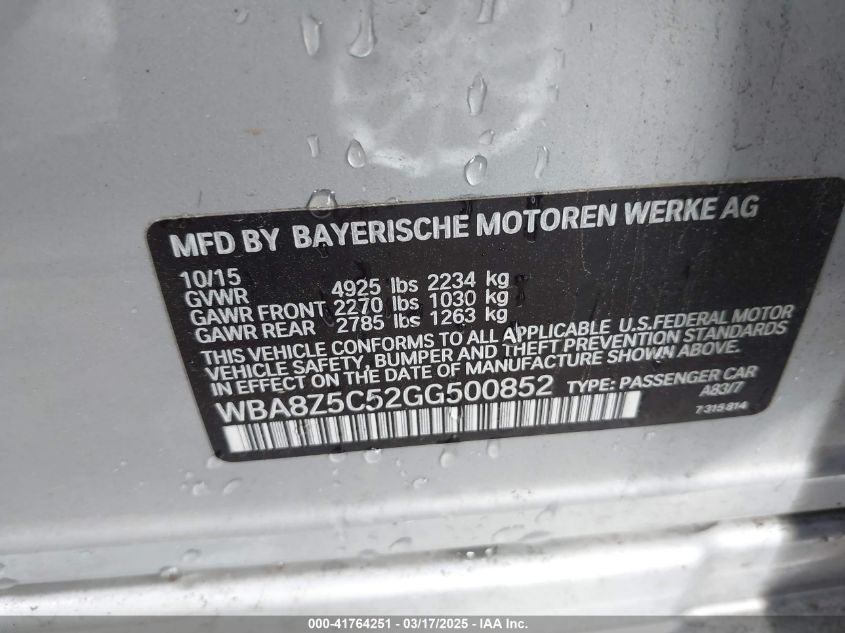 MFD BY BAYERISCHE MOTOREN WERKE AG
10/15
GVWR 4925 lbs 2234 kg
GAWR FRONT 2270 lbs 1030 kg
GAWR REAR 2785 lbs 1263 kg
THIS VEHICLE CONFORMS TO ALL APPLICABLE U.S.FEDERAL MOTOR
VEHICLE SAFETY, BUMPER AND THEFT PREVENTION STANDARDS
IN EFFECT ON THE DATE OF MANUFACTURE SHOWN ABOVE.
WBA8Z5C52GG500852 TYPE: PASSENGER CAR
A83/7
7 315 814
000-41764251 - 03/17/2025 - IAA Inc.